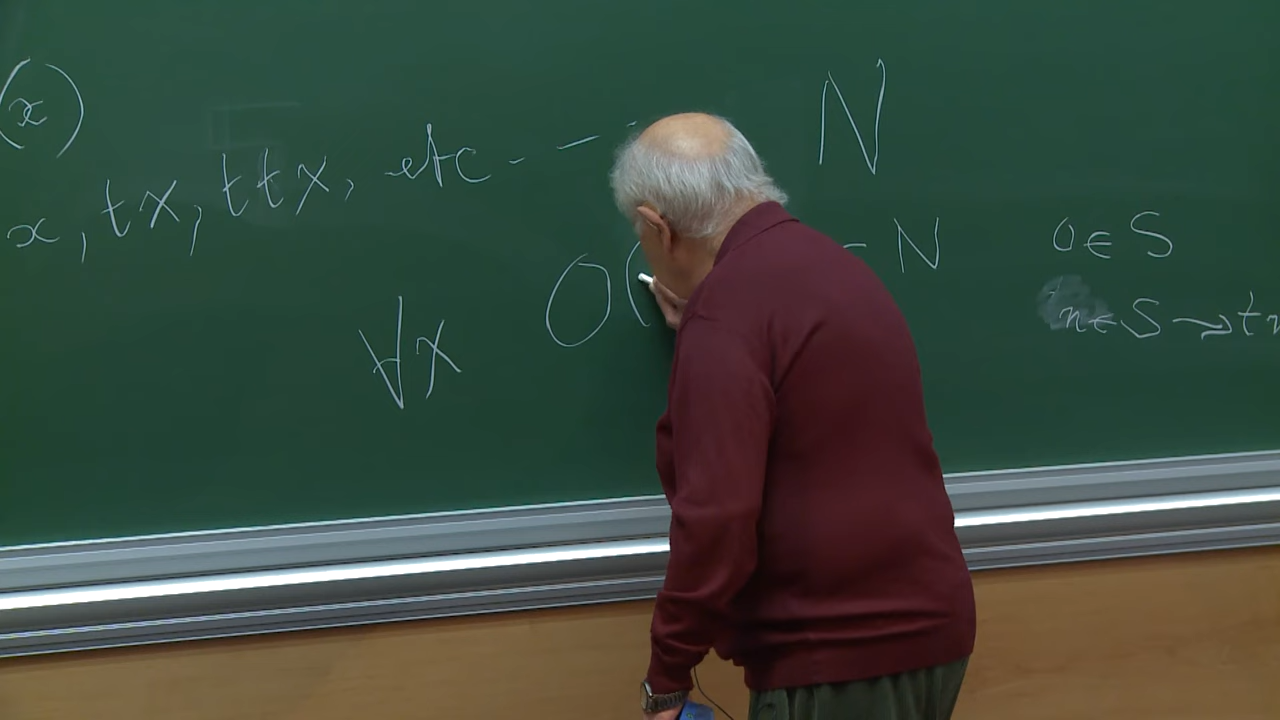 (x)
N
x, tx, ttx, etc - - -
O( N 0 ∈ S
∀x
n ∈ S → t